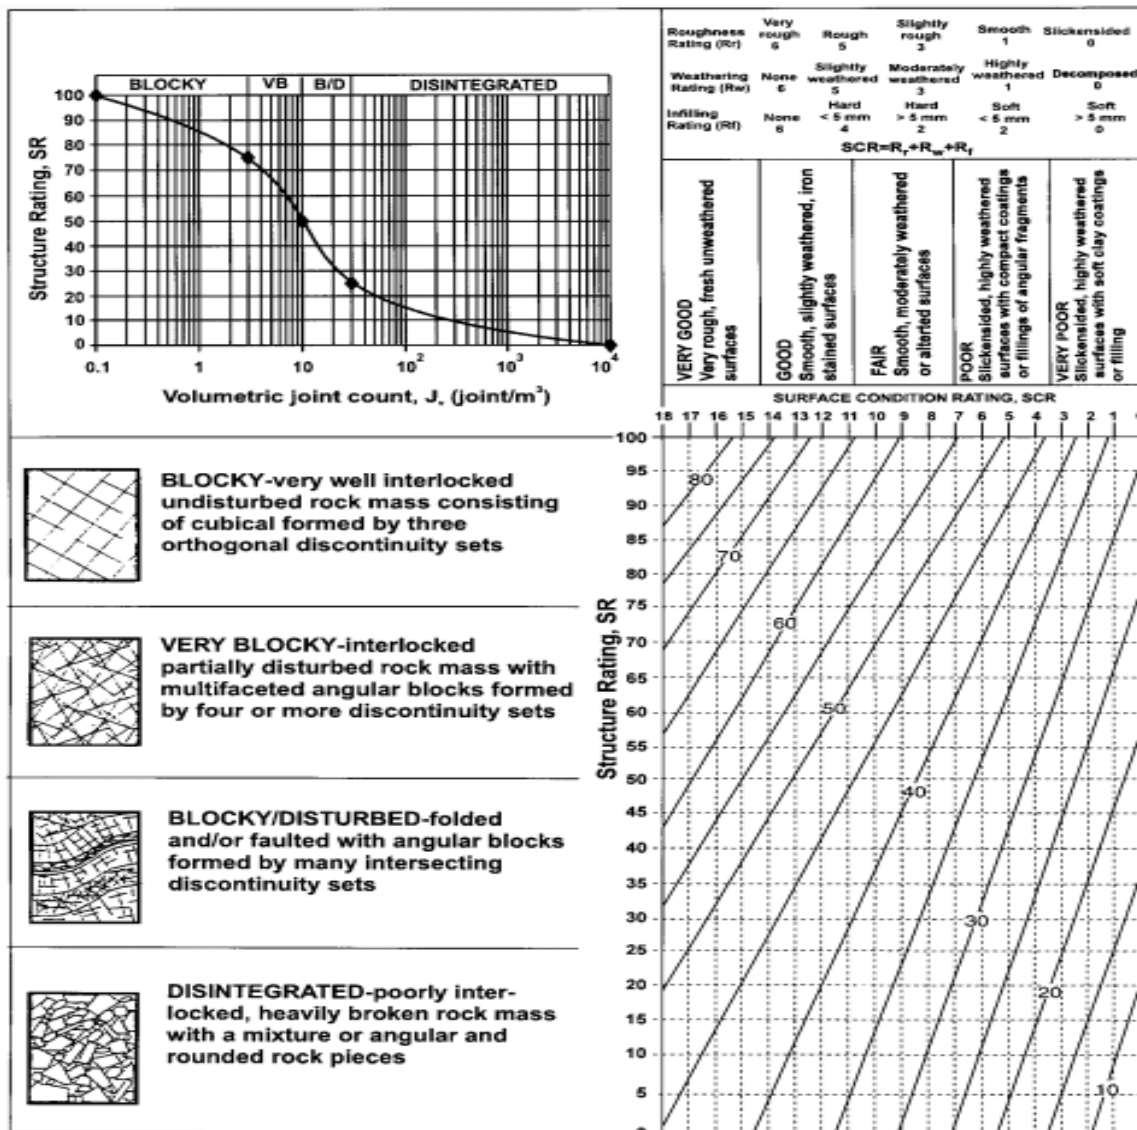 BLOCKY VB B/D DISINTEGRATED
100
90
80
70
60
50
40
30
20
10
0
Structure Rating, SR
0.1 1 10 10² 10³ 10⁴
Volumetric joint count, Jᵥ (joint/m³)
Roughness Rating (Rr) Very rough 6 Rough 5 Slightly rough 3 Smooth 1 Slickensided 0
Weathering Rating (Rw) None 6 Slightly weathered 5 Moderately weathered 3 Highly weathered 1 Decomposed 0
Infilling Rating (Rf) None 6 Hard < 5 mm 4 Hard > 5 mm 2 Soft < 5 mm 2 Soft > 5 mm 0
SCR=Rr+Rw+Rf
VERY GOOD
Very rough, fresh unweathered
surfaces
GOOD
Smooth, slightly weathered, iron
stained surfaces
FAIR
Smooth, moderately weathered
or alterted surfaces
POOR
Slickensided, highly weathered
surfaces with compact coatings
or fillings of angular fragments
VERY POOR
Slickensided, highly weathered
surfaces with soft clay coatings
or filling
SURFACE CONDITION RATING, SCR
18 17 16 15 14 13 12 11 10 9 8 7 6 5 4 3 2 1
100
95
90
85
80
75
70
65
60
55
50
45
40
35
30
25
20
15
10
5
Structure Rating, SR
80
70
60
50
40
30
20
10
BLOCKY-very well interlocked
undisturbed rock mass consisting
of cubical formed by three
orthogonal discontinuity sets
VERY BLOCKY-interlocked
partially disturbed rock mass with
multifaceted angular blocks formed
by four or more discontinuity sets
BLOCKY/DISTURBED-folded
and/or faulted with angular blocks
formed by many intersecting
discontinuity sets
DISINTEGRATED-poorly inter-
locked, heavily broken rock mass
with a mixture or angular and
rounded rock pieces